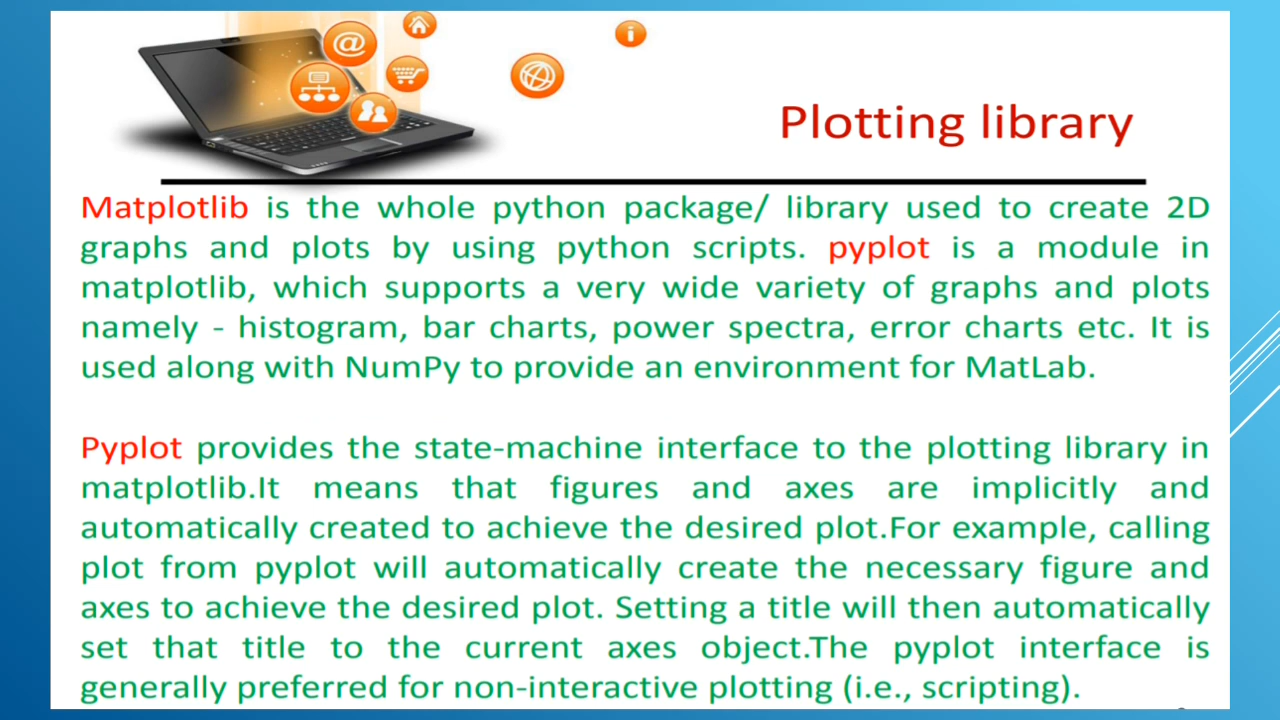 Plotting library
Matplotlib is the whole python package/ library used to create 2D
graphs and plots by using python scripts. pyplot is a module in
matplotlib, which supports a very wide variety of graphs and plots
namely - histogram, bar charts, power spectra, error charts etc. It is
used along with NumPy to provide an environment for MatLab.
Pyplot provides the state-machine interface to the plotting library in
matplotlib.It means that figures and axes are implicitly and
automatically created to achieve the desired plot.For example, calling
plot from pyplot will automatically create the necessary figure and
axes to achieve the desired plot. Setting a title will then automatically
set that title to the current axes object.The pyplot interface is
generally preferred for non-interactive plotting (i.e., scripting).